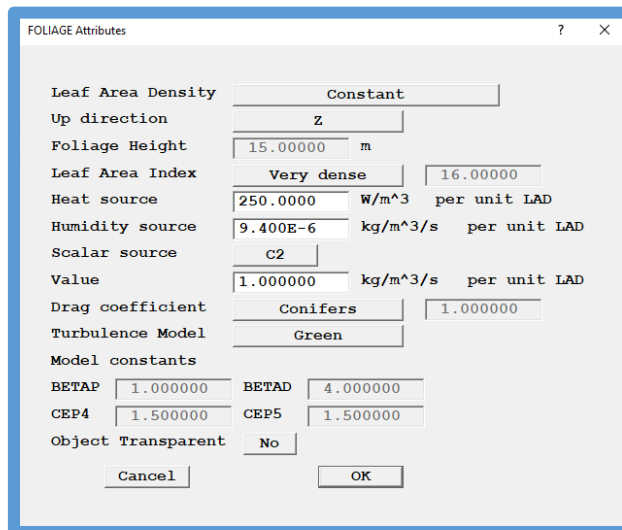 FOLIAGE Attributes ? ×
Leaf Area Density Constant
Up direction Z
Foliage Height 15.00000 m
Leaf Area Index Very dense 16.00000
Heat source 250.0000 W/m^3 per unit LAD
Humidity source 9.400E-6 kg/m^3/s per unit LAD
Scalar source C2
Value 1.000000 kg/m^3/s per unit LAD
Drag coefficient Conifers 1.000000
Turbulence Model Green
Model constants
BETAP 1.000000 BETAD 4.000000
CEP4 1.500000 CEP5 1.500000
Object Transparent No
Cancel OK